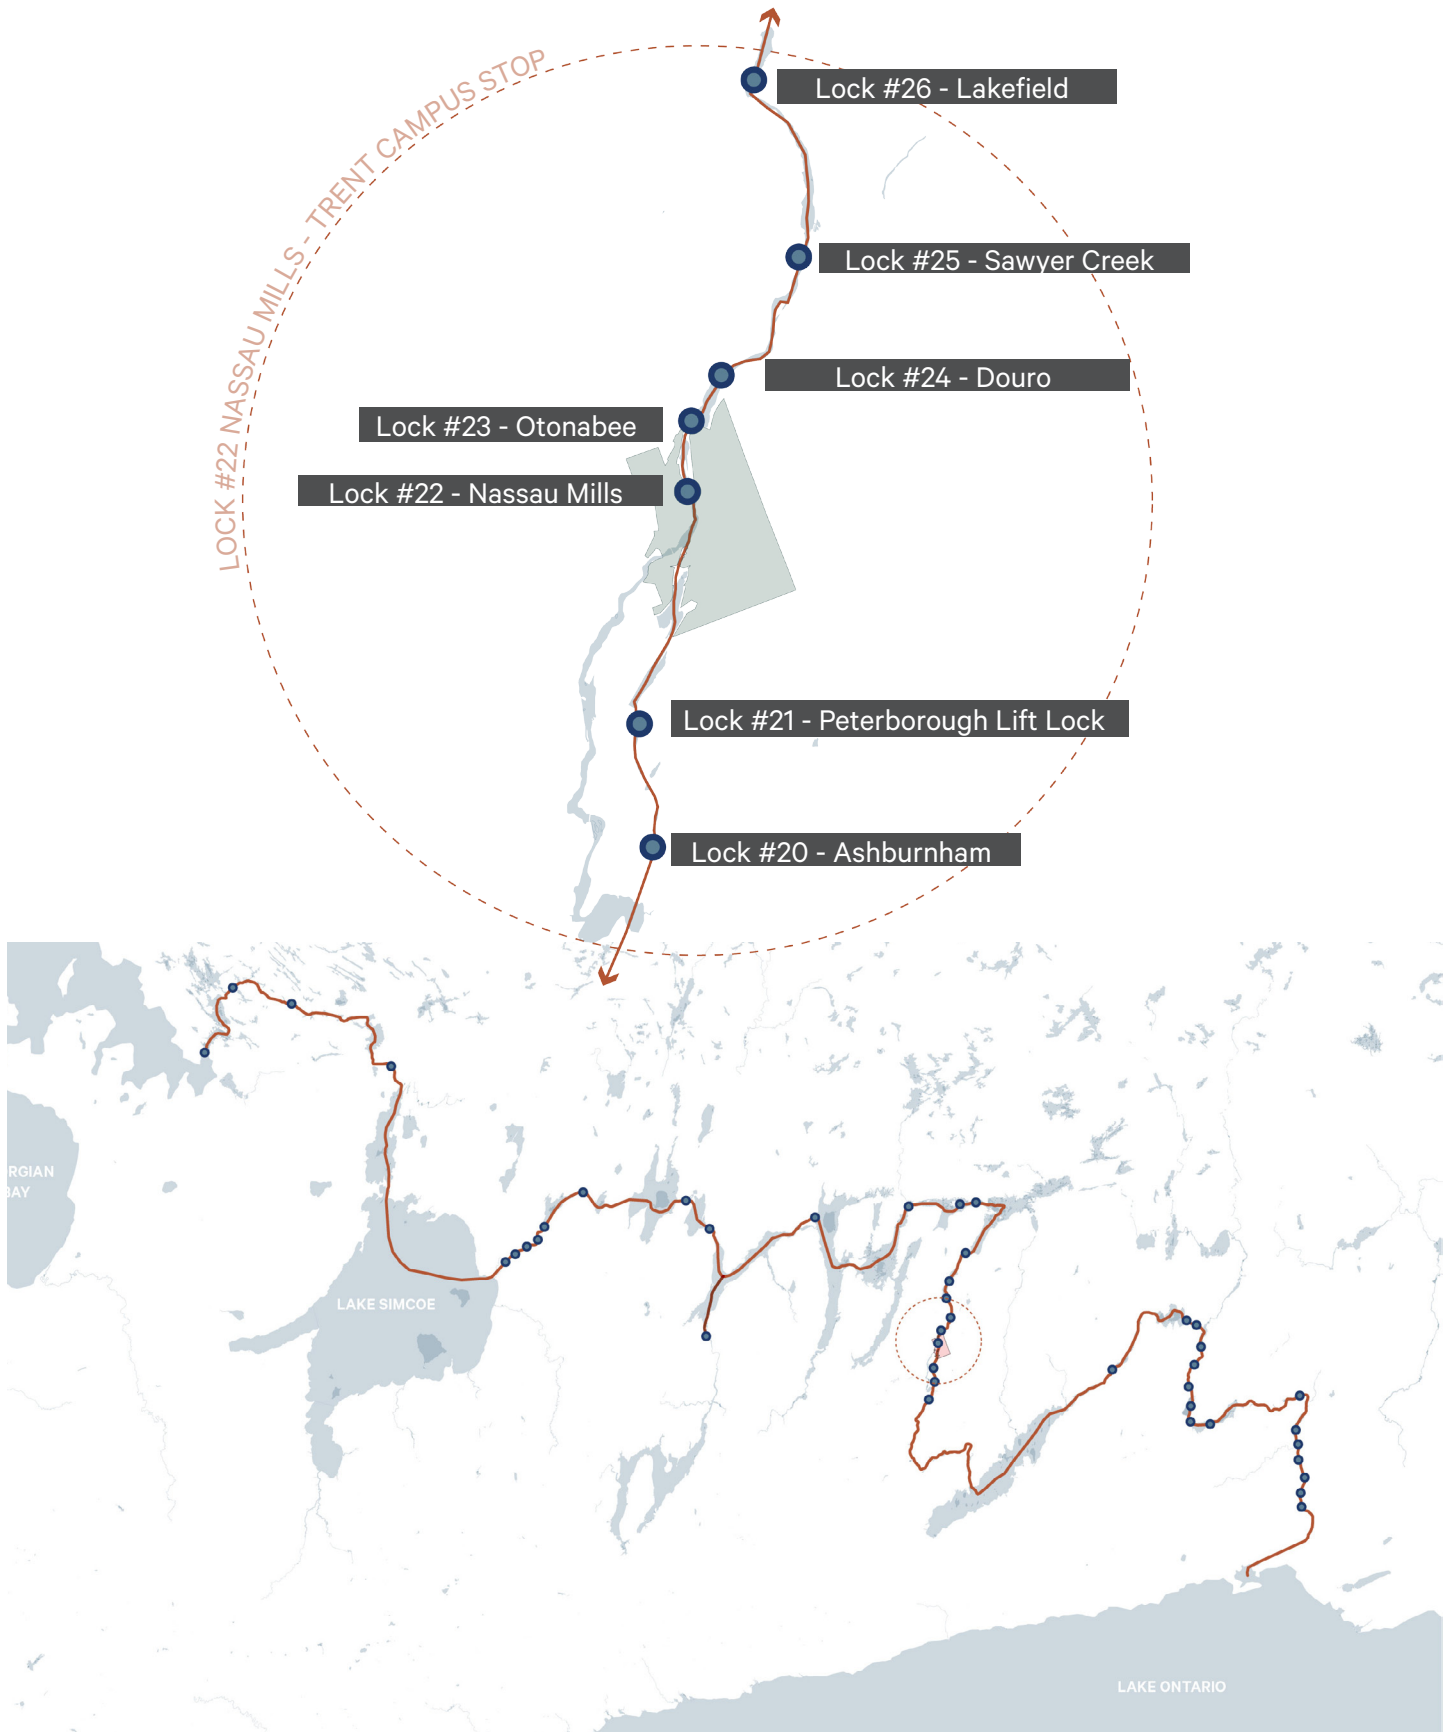 LOCK #22 NASSAU MILLS - TRENT CAMPUS STOP
Lock #26 - Lakefield
Lock #25 - Sawyer Creek
Lock #24 - Douro
Lock #23 - Otonabee
Lock #22 - Nassau Mills
Lock #21 - Peterborough Lift Lock
Lock #20 - Ashburnham
RGIAN
BAY
LAKE SIMCOE
LAKE ONTARIO